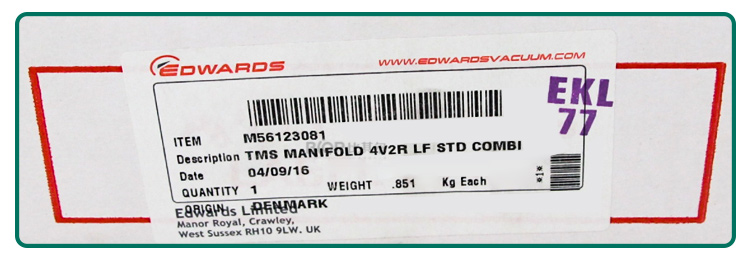 EDWARDS
WWW.EDWARDSVACUUM.COM
EKL
77
ITEM M56123081
Description TMS MANIFOLD 4V2R LF STD COMBI
Date 04/09/16
QUANTITY 1 WEIGHT .851 Kg Each
*1*
ORIGIN DENMARK
Edwards Limited
Manor Royal, Crawley,
West Sussex RH10 9LW. UK